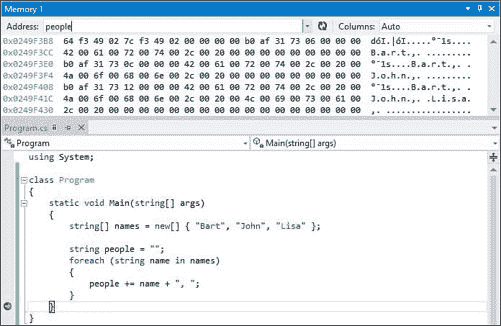 Memory 1
Address: people Columns: Auto
0x0249F3B8 64 f3 49 02 7c f3 49 02 00 00 00 00 b0 af 31 73 06 00 00 00 dóI.|óI.....°¯1s....
0x0249F3CC 42 00 61 00 72 00 74 00 2c 00 20 00 00 00 00 00 B.a.r.t.,. .....
0x0249F3E0 b0 af 31 73 0c 00 00 00 42 00 61 00 72 00 74 00 2c 00 20 00 °¯1s....B.a.r.t.,. .
0x0249F3F4 4a 00 6f 00 68 00 6e 00 2c 00 20 00 00 00 00 00 J.o.h.n.,. .....
0x0249F408 b0 af 31 73 12 00 00 00 42 00 61 00 72 00 74 00 2c 00 20 00 °¯1s....B.a.r.t.,. .
0x0249F41C 4a 00 6f 00 68 00 6e 00 2c 00 20 00 4c 00 69 00 73 00 61 00 J.o.h.n.,. .L.i.s.a.
0x0249F430 2c 00 20 00 00 00 00 00 00 00 00 00 00 00 00 00 00 00 00 00 ,. .................
Program.cs
Program Main(string[] args)
using System;
class Program
{
static void Main(string[] args)
{
string[] names = new[] { "Bart", "John", "Lisa" };
string people = "";
foreach (string name in names)
{
people += name + ", ";
}
}
}